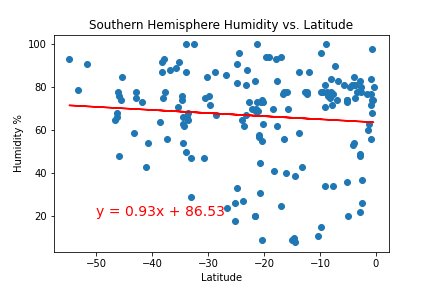 Southern Hemisphere Humidity vs. Latitude
100
80
60
40
20
Humidity %
y = 0.93x + 86.53
−50
−40
−30
−20
−10
0
Latitude